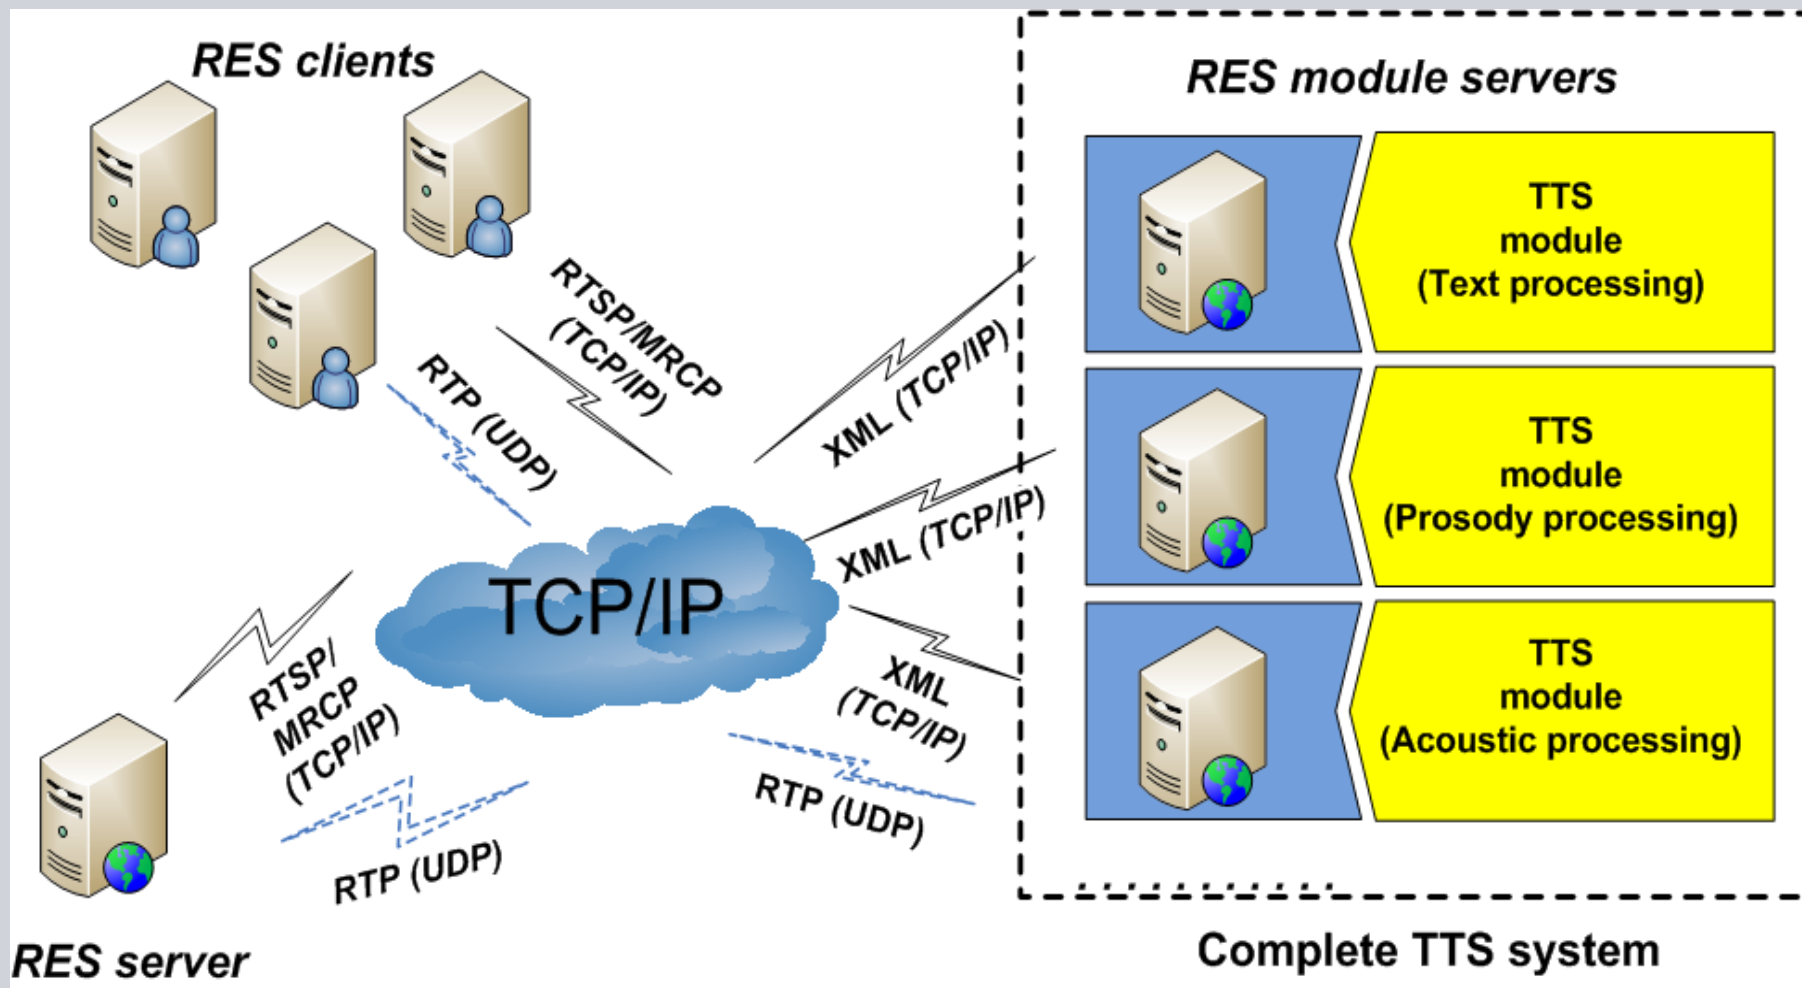 RES clients
RES module servers
TTS
module
(Text processing)
RTSP/MRCP
(TCP/IP)
RTP (UDP)
XML (TCP/IP)
TTS
module
(Prosody processing)
XML (TCP/IP)
TCP/IP
RTSP/
MRCP
(TCP/IP)
XML
(TCP/IP)
TTS
module
(Acoustic processing)
RTP (UDP)
RTP (UDP)
RES server
Complete TTS system